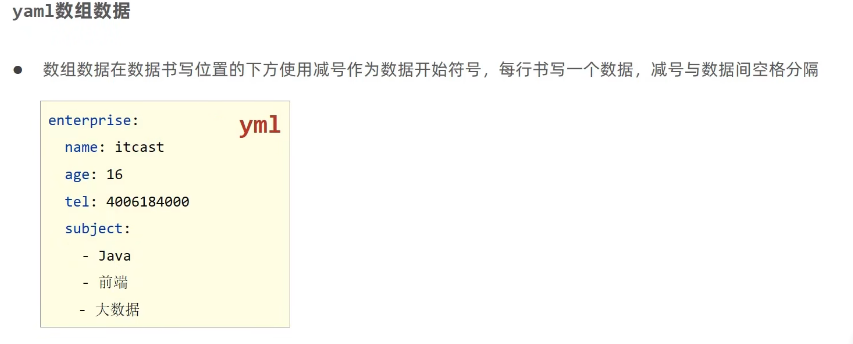 yaml数组数据
● 数组数据在数据书写位置的下方使用减号作为数据开始符号，每行书写一个数据，减号与数据间空格分隔
enterprise:
yml
name: itcast
age: 16
tel: 4006184000
subject:
- Java
- 前端
- 大数据